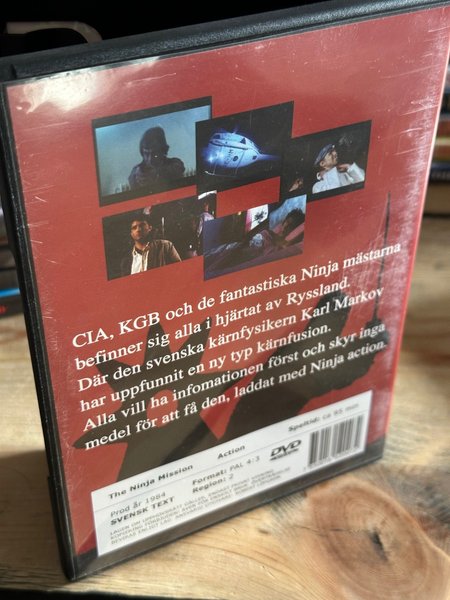 CIA, KGB och de fantastiska Ninja mästarna
befinner sig alla i hjärtat av Ryssland.
Där den svenska kärnfysikern Karl Markov
har uppfunnit en ny typ kärnfusion.
Alla vill ha infomationen först och skyr inga
medel för att få den, laddat med Ninja action.
The Ninja Mission Action Speltid: ca 95 min
Prod år 1984 Format: PAL 4:3 DVD
SVENSK TEXT Region: 2